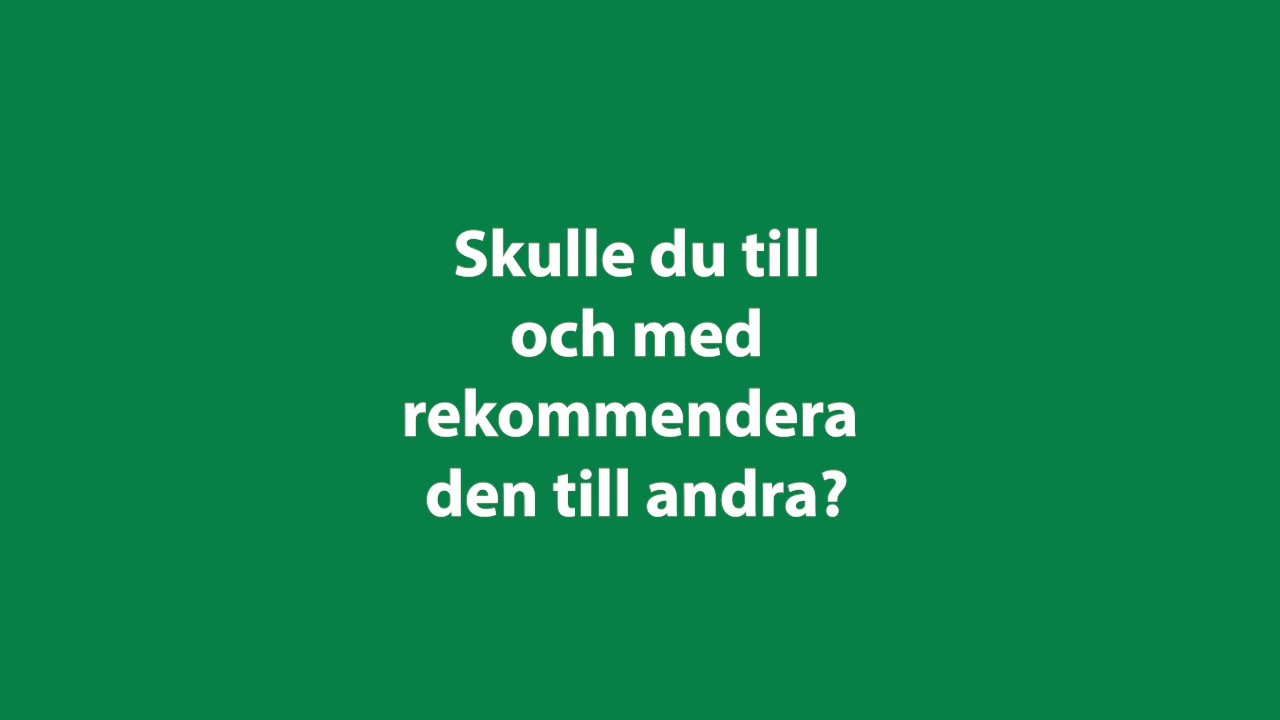 Skulle du till
och med
rekommendera
den till andra?